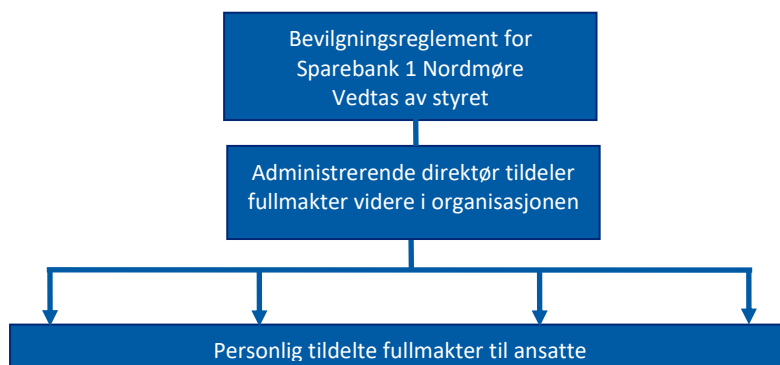 Bevilgningsreglement for
Sparebank 1 Nordmøre
Vedtas av styret
Administrerende direktør tildeler
fullmakter videre i organisasjonen
Personlig tildelte fullmakter til ansatte